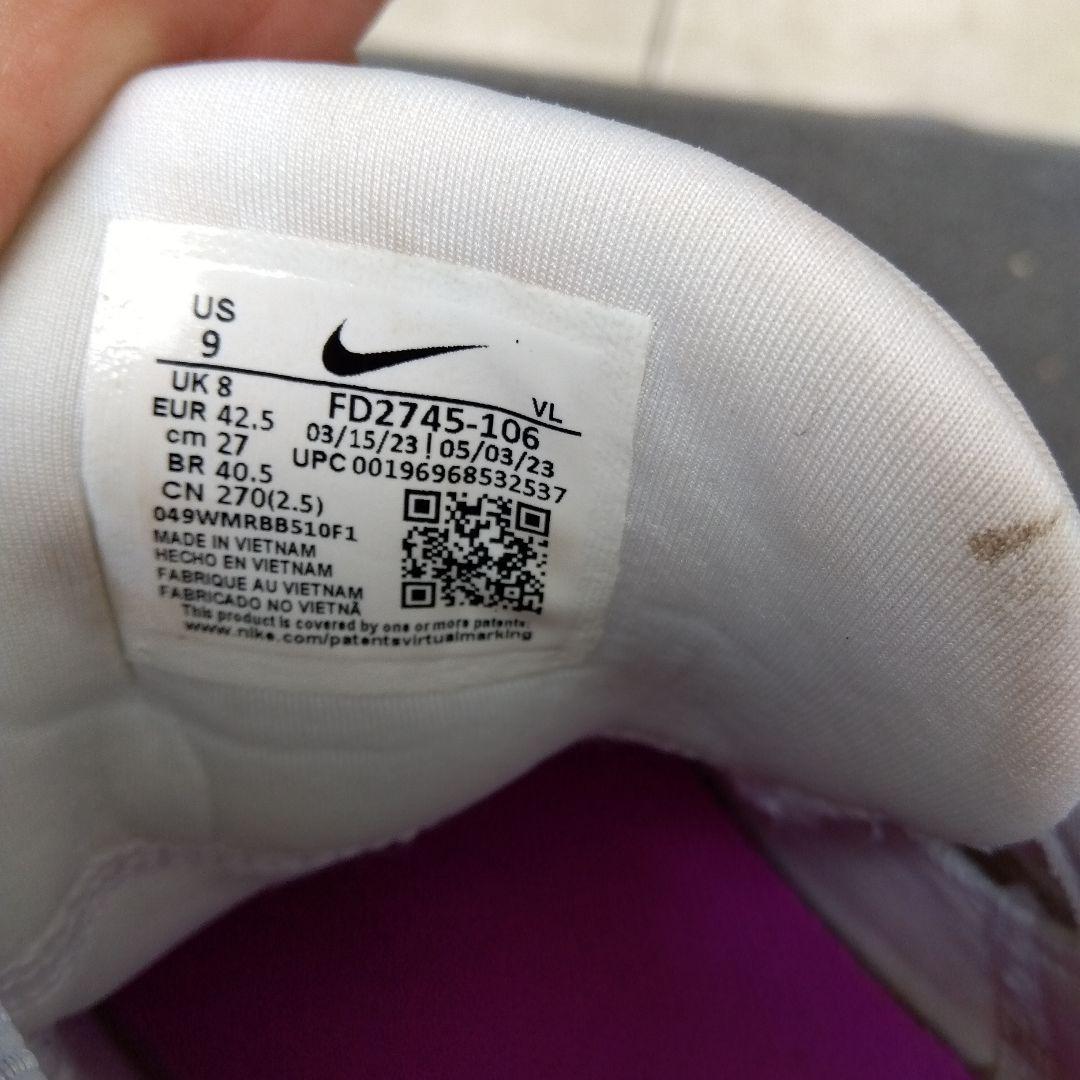 US
9
UK 8
EUR 42.5
cm 27
BR 40.5
CN 270(2.5)
VL
FD2745-106
03/15/23 | 05/03/23
UPC 00196968532537
049WMRBB510F1
MADE IN VIETNAM
HECHO EN VIETNAM
FABRIQUE AU VIETNAM
FABRICADO NO VIETNÃ
This product is covered by one or more patents:
www.nike.com/patentsvirtualmarking